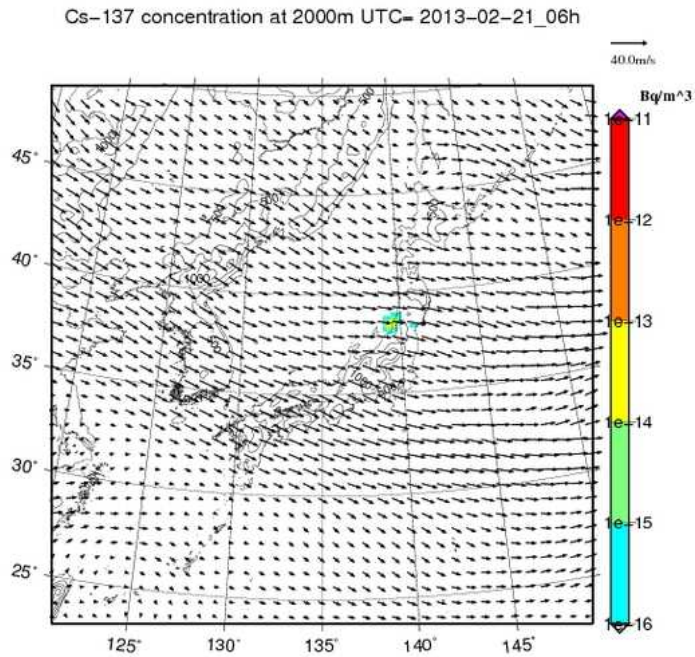 Cs-137 concentration at 2000m UTC= 2013-02-21_06h
40.0m/s
Bq/m^3
1e-11
1e-12
1e-13
1e-14
1e-15
1e-16
45°
40°
35°
30°
25°
125° 130° 135° 140° 145°
500
1000